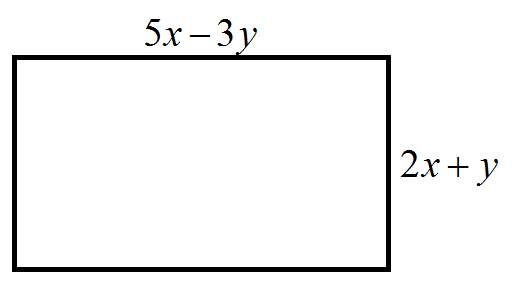 5x – 3y
2x + y